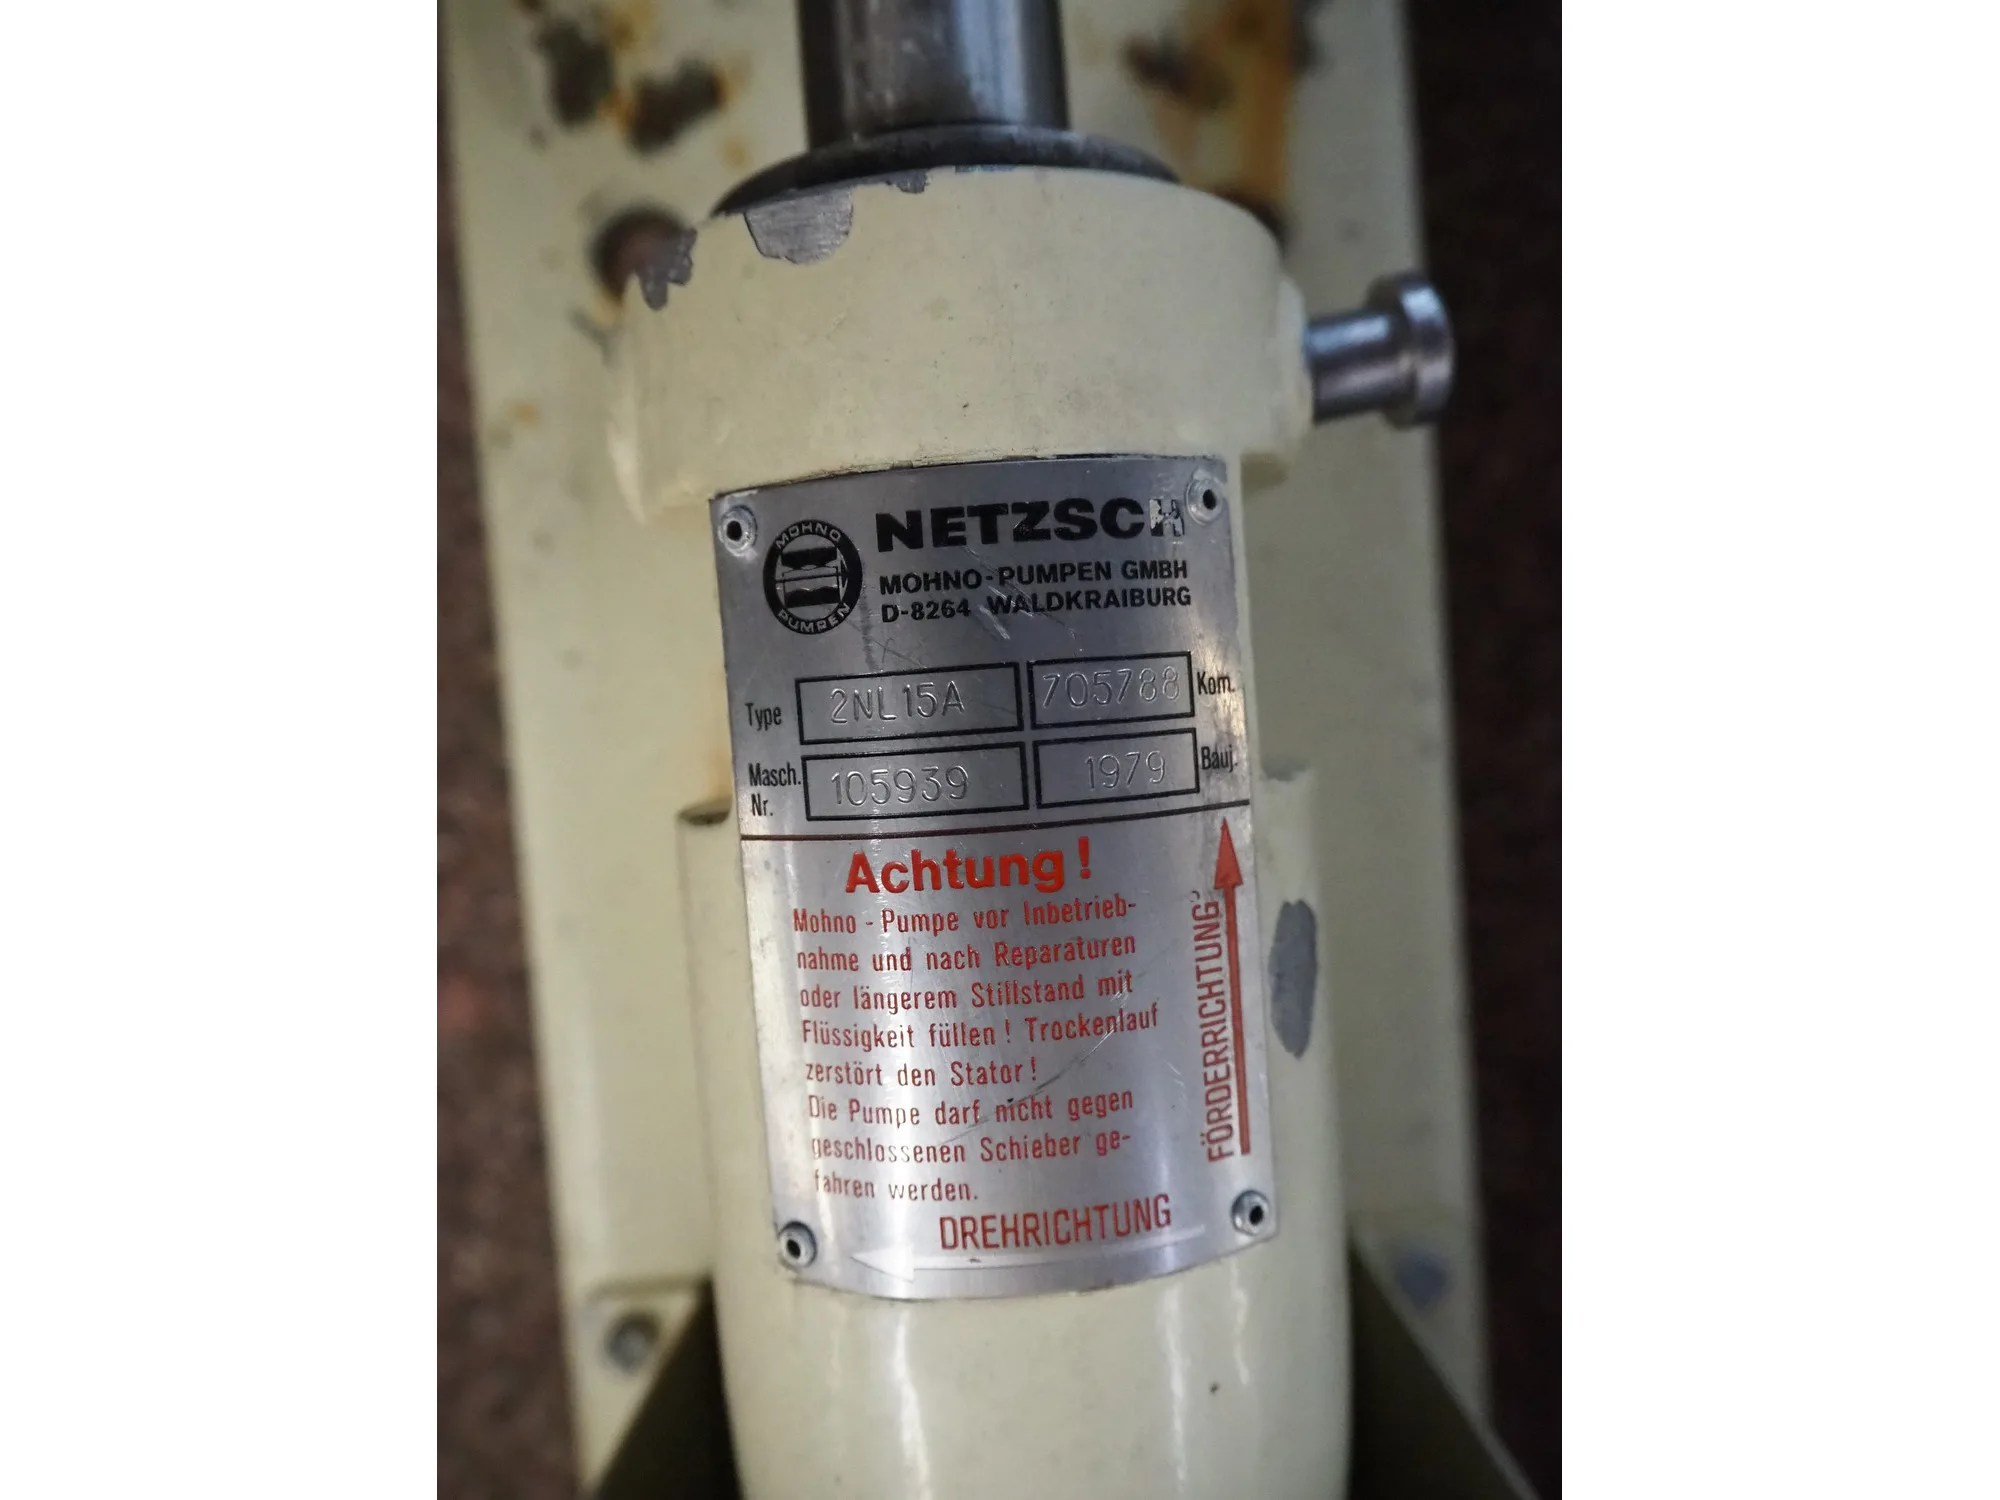 MOHNO
PUMPEN
NETZSCH
MOHNO-PUMPEN GMBH
D-8264 WALDKRAIBURG
Type 2NL15A 705788 Kom.
Masch. Nr. 105939 1979 Bauj.
Achtung!
Mohno - Pumpe vor Inbetrieb-
nahme und nach Reparaturen
oder längerem Stillstand mit
Flüssigkeit füllen! Trockenlauf
zerstört den Stator!
Die Pumpe darf nicht gegen
geschlossenen Schieber ge-
fahren werden.
FÖRDERRICHTUNG
DREHRICHTUNG